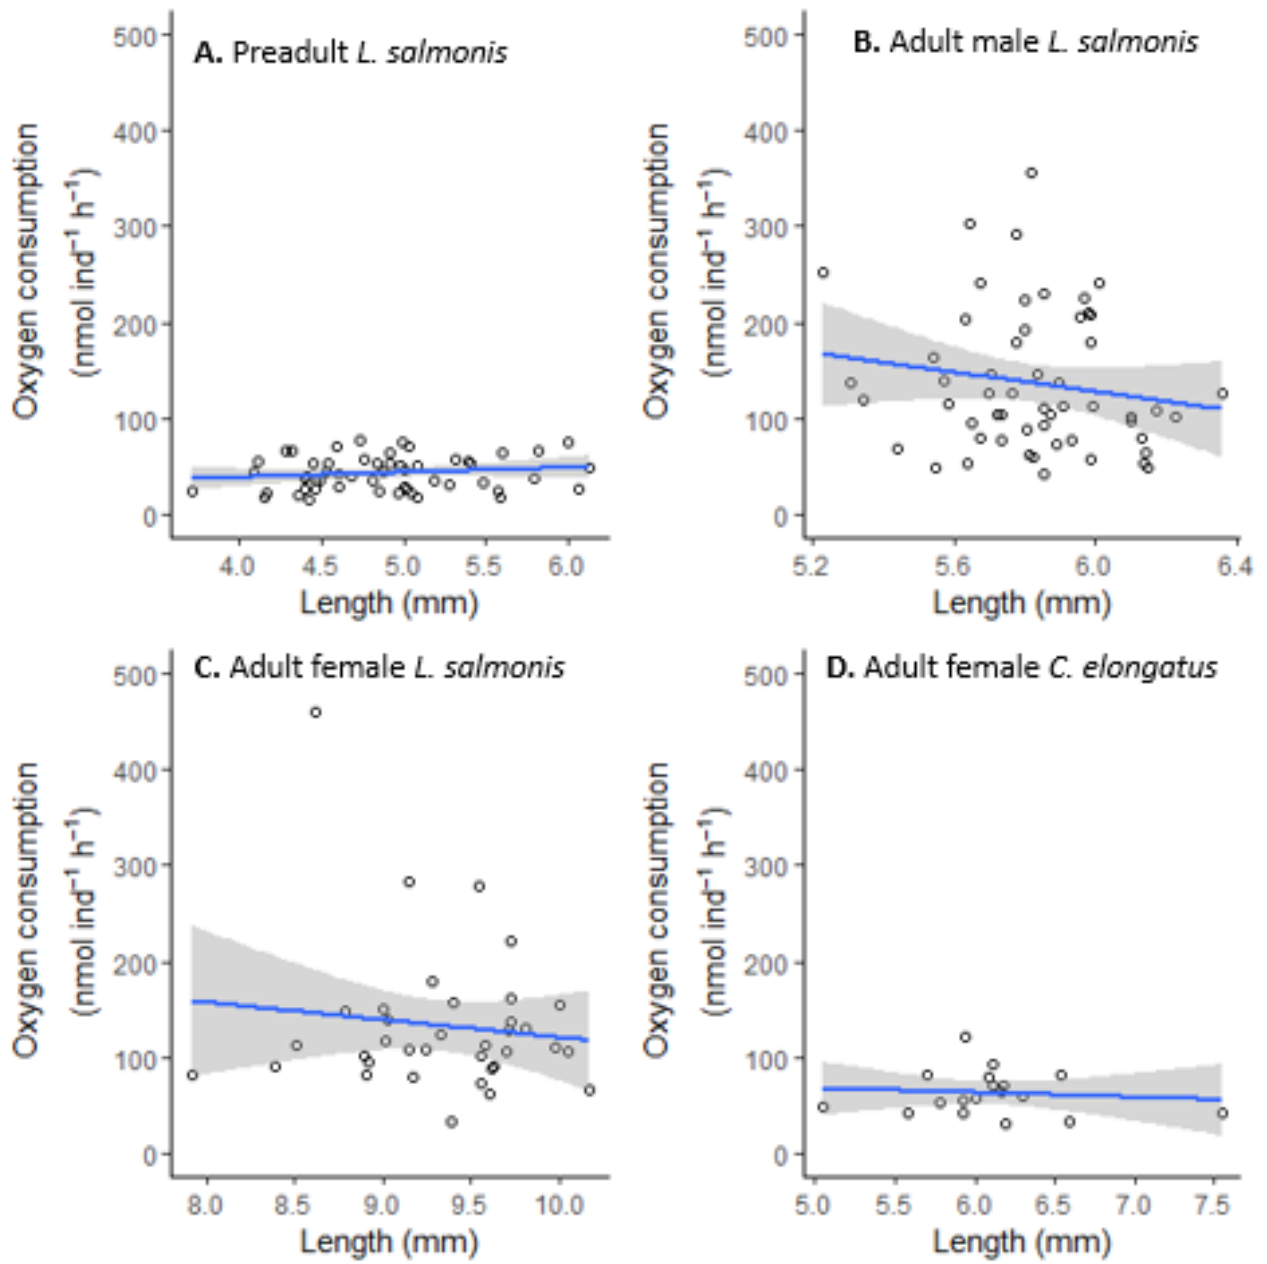 A. Preadult L. salmonis
Oxygen consumption
(nmol ind⁻¹ h⁻¹)
500
400
300
200
100
0
4.0 4.5 5.0 5.5 6.0
Length (mm)
B. Adult male L. salmonis
Oxygen consumption
(nmol ind⁻¹ h⁻¹)
500
400
300
200
100
0
5.2 5.6 6.0 6.4
Length (mm)
C. Adult female L. salmonis
Oxygen consumption
(nmol ind⁻¹ h⁻¹)
500
400
300
200
100
0
8.0 8.5 9.0 9.5 10.0
Length (mm)
D. Adult female C. elongatus
Oxygen consumption
(nmol ind⁻¹ h⁻¹)
500
400
300
200
100
0
5.0 5.5 6.0 6.5 7.0 7.5
Length (mm)